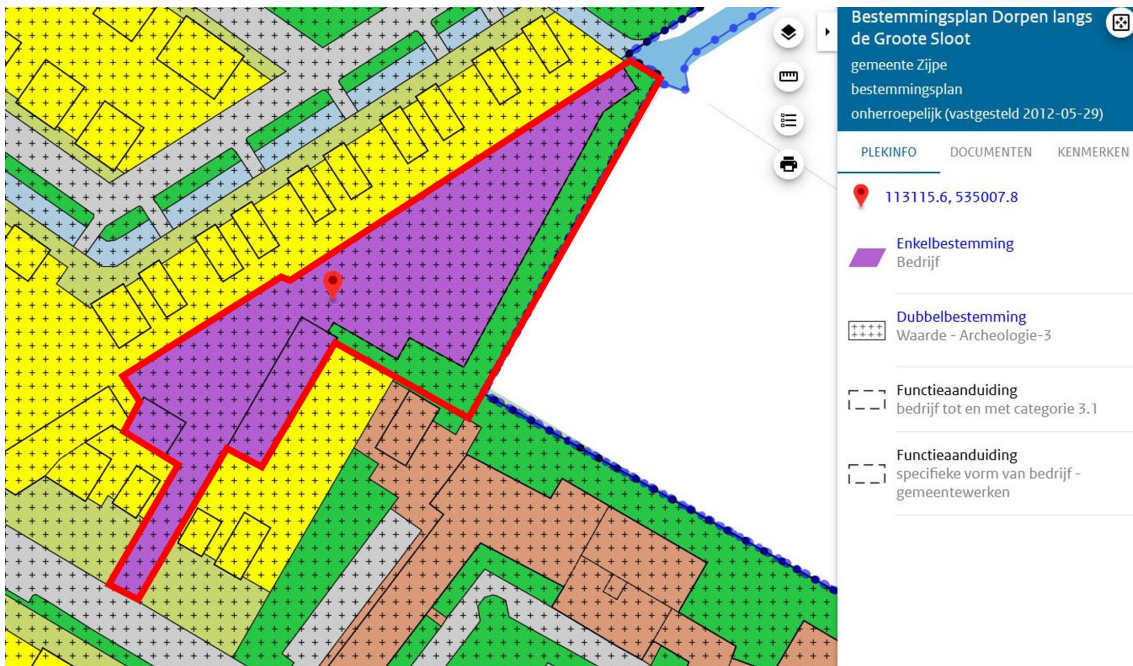 Bestemmingsplan Dorpen langs
de Groote Sloot
gemeente Zijpe
bestemmingsplan
onherroepelijk (vastgesteld 2012-05-29)
PLEKINFO DOCUMENTEN KENMERKEN
113115.6, 535007.8
Enkelbestemming
Bedrijf
Dubbelbestemming
Waarde - Archeologie-3
Functieaanduiding
bedrijf tot en met categorie 3.1
Functieaanduiding
specifieke vorm van bedrijf -
gemeentewerken